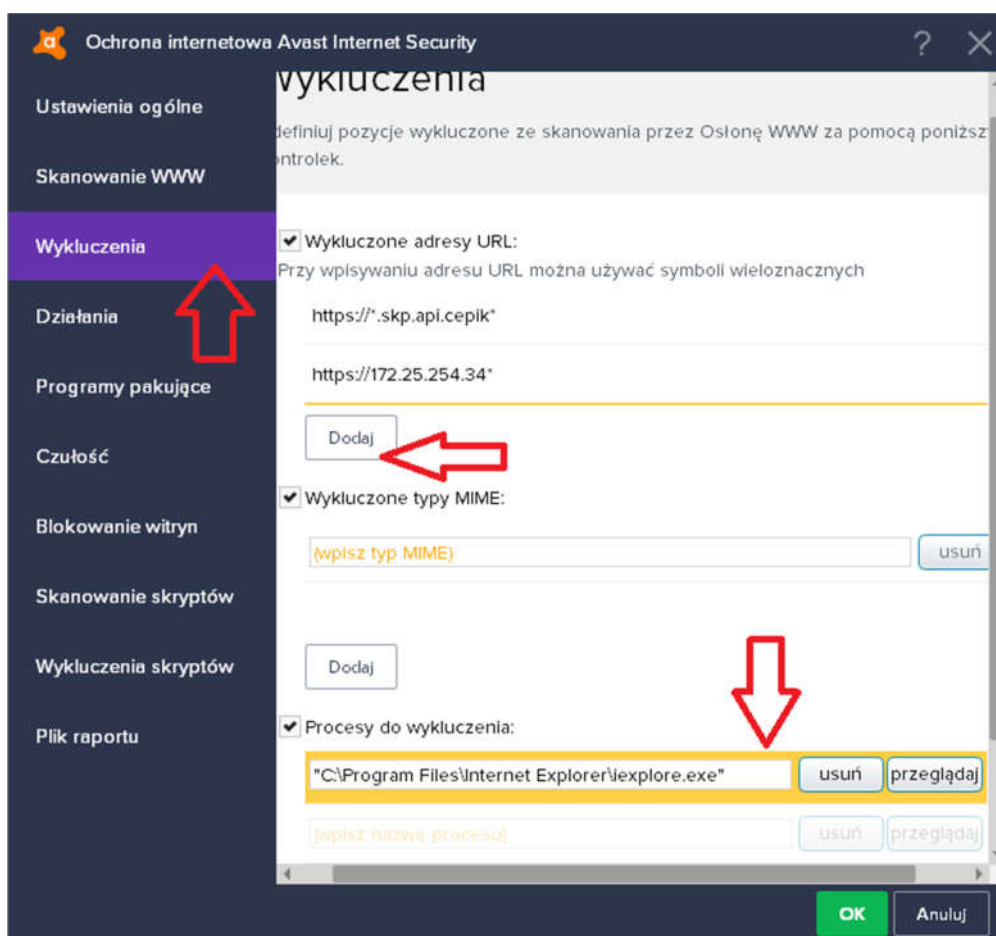 Ochrona internetowa Avast Internet Security
?
Ustawienia ogólne
Skanowanie WWW
Wykluczenia
Działania
Programy pakujące
Czułość
Blokowanie witryn
Skanowanie skryptów
Wykluczenia skryptów
Plik raportu
Wykluczenia
definiuj pozycje wykluczone ze skanowania przez Osłonę WWW za pomocą poniższ
ontrolek.
Wykluczone adresy URL:
Przy wpisywaniu adresu URL można używać symboli wieloznacznych
https://*.skp.api.cepik*
https://172.25.254.34*
Dodaj
Wykluczone typy MIME:
(wpisz typ MIME)
usuń
Dodaj
Procesy do wykluczenia:
"C:\Program Files\Internet Explorer\iexplore.exe"
usuń
przeglądaj
(wpisz nazwę procesu)
usuń
przeglądaj
OK
Anuluj